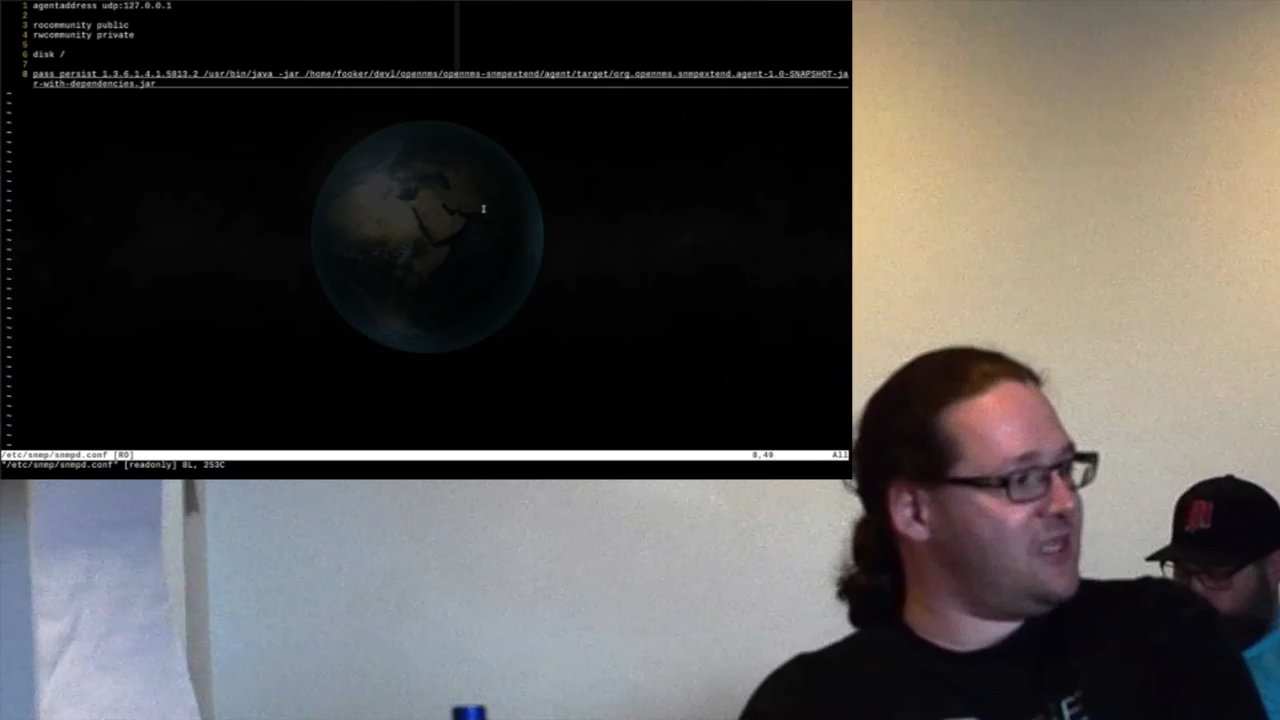 1 agentaddress udp:127.0.0.1
2
3 rocommunity public
4 rwcommunity private
5
6 disk /
7
8 pass_persist 1.3.6.1.4.1.5813.2 /usr/bin/java -jar /home/fooker/devl/opennms/opennms-snmpextend/agent/target/org.opennms.snmpextend.agent-1.0-SNAPSHOT-ja
r-with-dependencies.jar
/etc/snmp/snmpd.conf [RO] 8,49 All
"/etc/snmp/snmpd.conf" [readonly] 8L, 253C